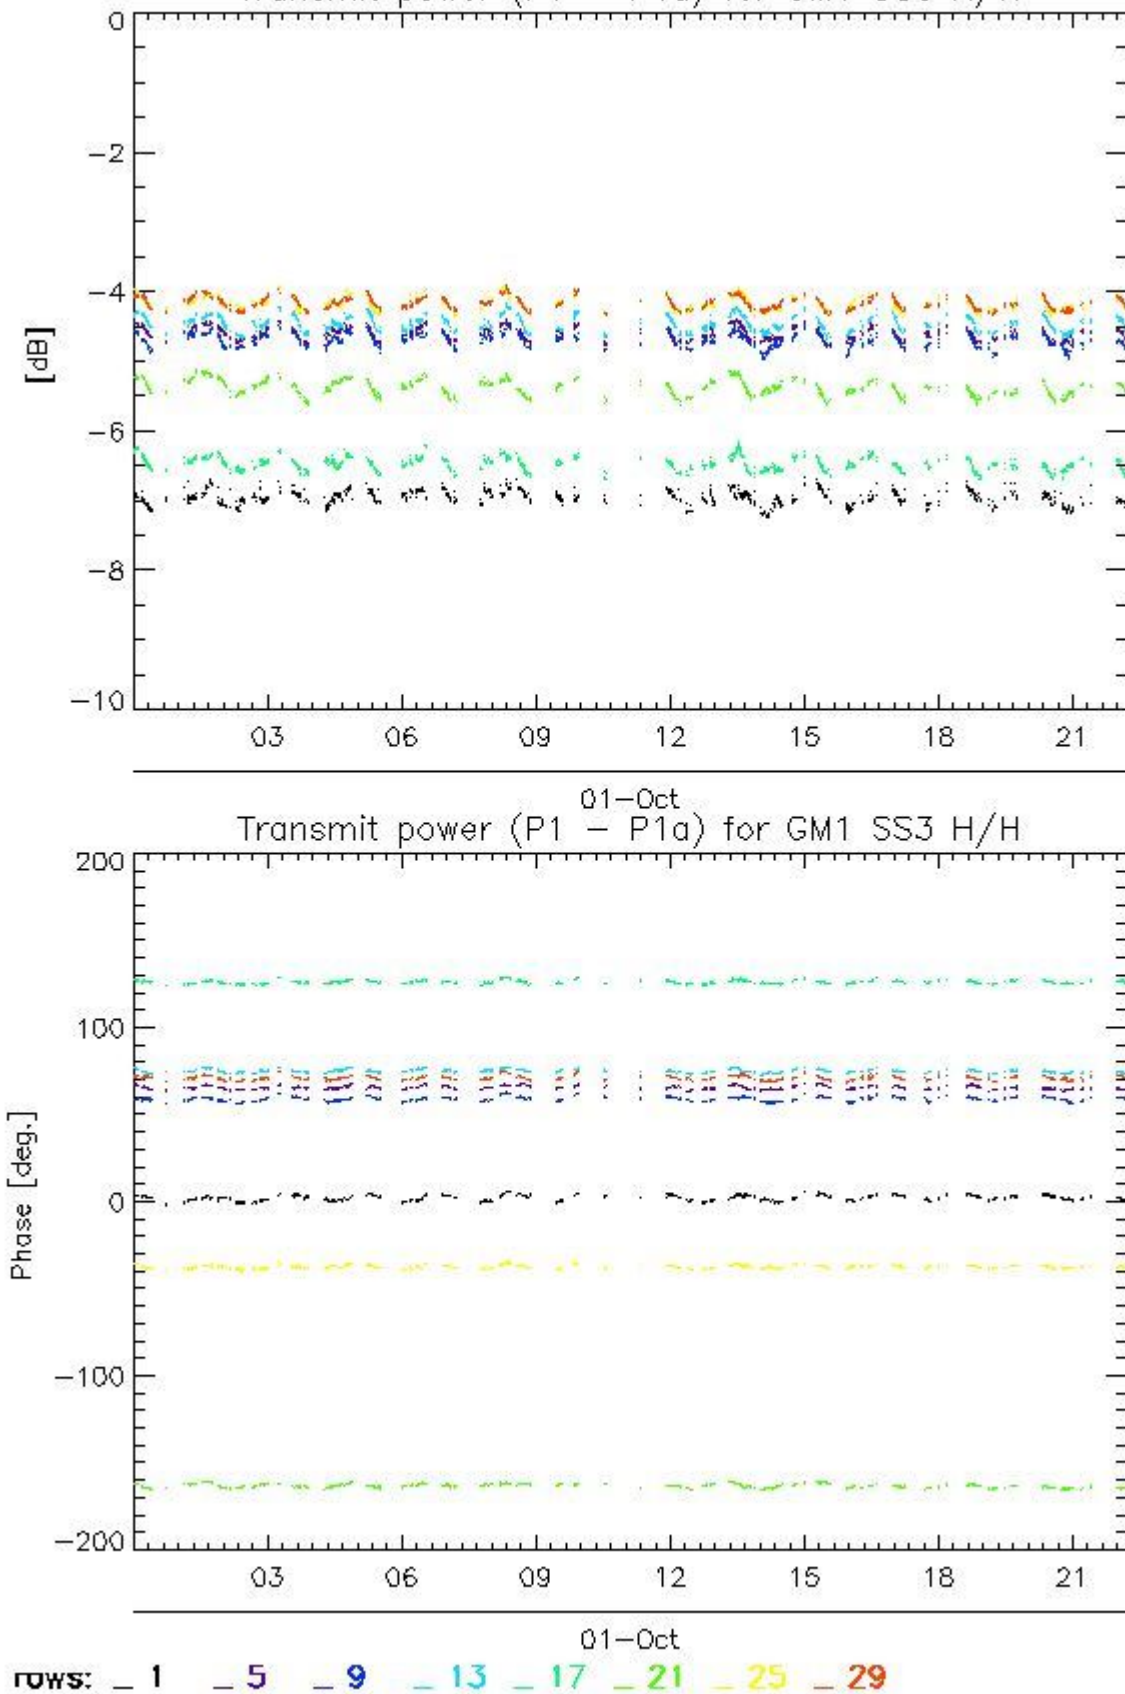 0
-2
-4
[dB]
-6
-8
-10
03 06 09 12 15 18 21
01-Oct
Transmit power (P1 - P1a) for GM1 SS3 H/H
200
100
Phase [deg.]
0
-100
-200
03 06 09 12 15 18 21
01-Oct
rows: _ 1 _ 5 _ 9 _ 13 _ 17 _ 21 _ 25 _ 29